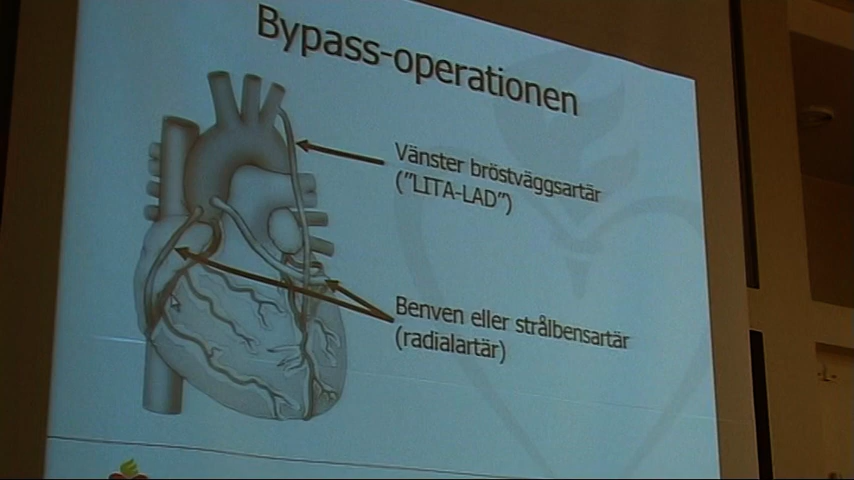 Bypass-operationen
Vänster bröstväggsartär
("LITA-LAD")
Benven eller strålbensartär
(radialartär)